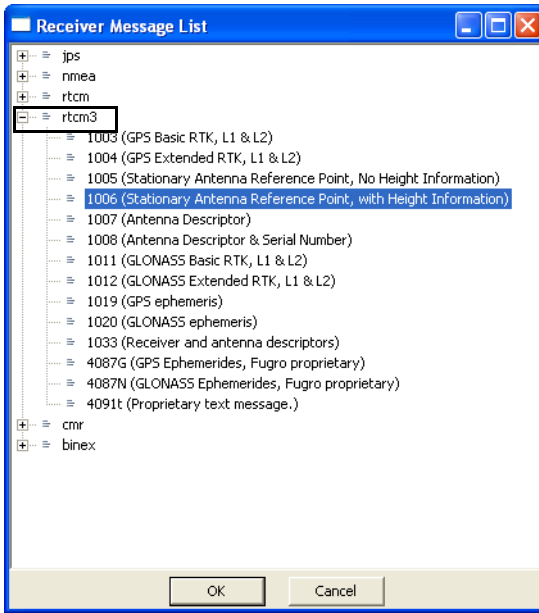 Receiver Message List
jps
nmea
rtcm
rtcm3
1003 (GPS Basic RTK, L1 & L2)
1004 (GPS Extended RTK, L1 & L2)
1005 (Stationary Antenna Reference Point, No Height Information)
1006 (Stationary Antenna Reference Point, with Height Information)
1007 (Antenna Descriptor)
1008 (Antenna Descriptor & Serial Number)
1011 (GLONASS Basic RTK, L1 & L2)
1012 (GLONASS Extended RTK, L1 & L2)
1019 (GPS ephemeris)
1020 (GLONASS ephemeris)
1033 (Receiver and antenna descriptors)
4087G (GPS Ephemerides, Fugro proprietary)
4087N (GLONASS Ephemerides, Fugro proprietary)
4091t (Proprietary text message.)
cmr
binex
OK Cancel